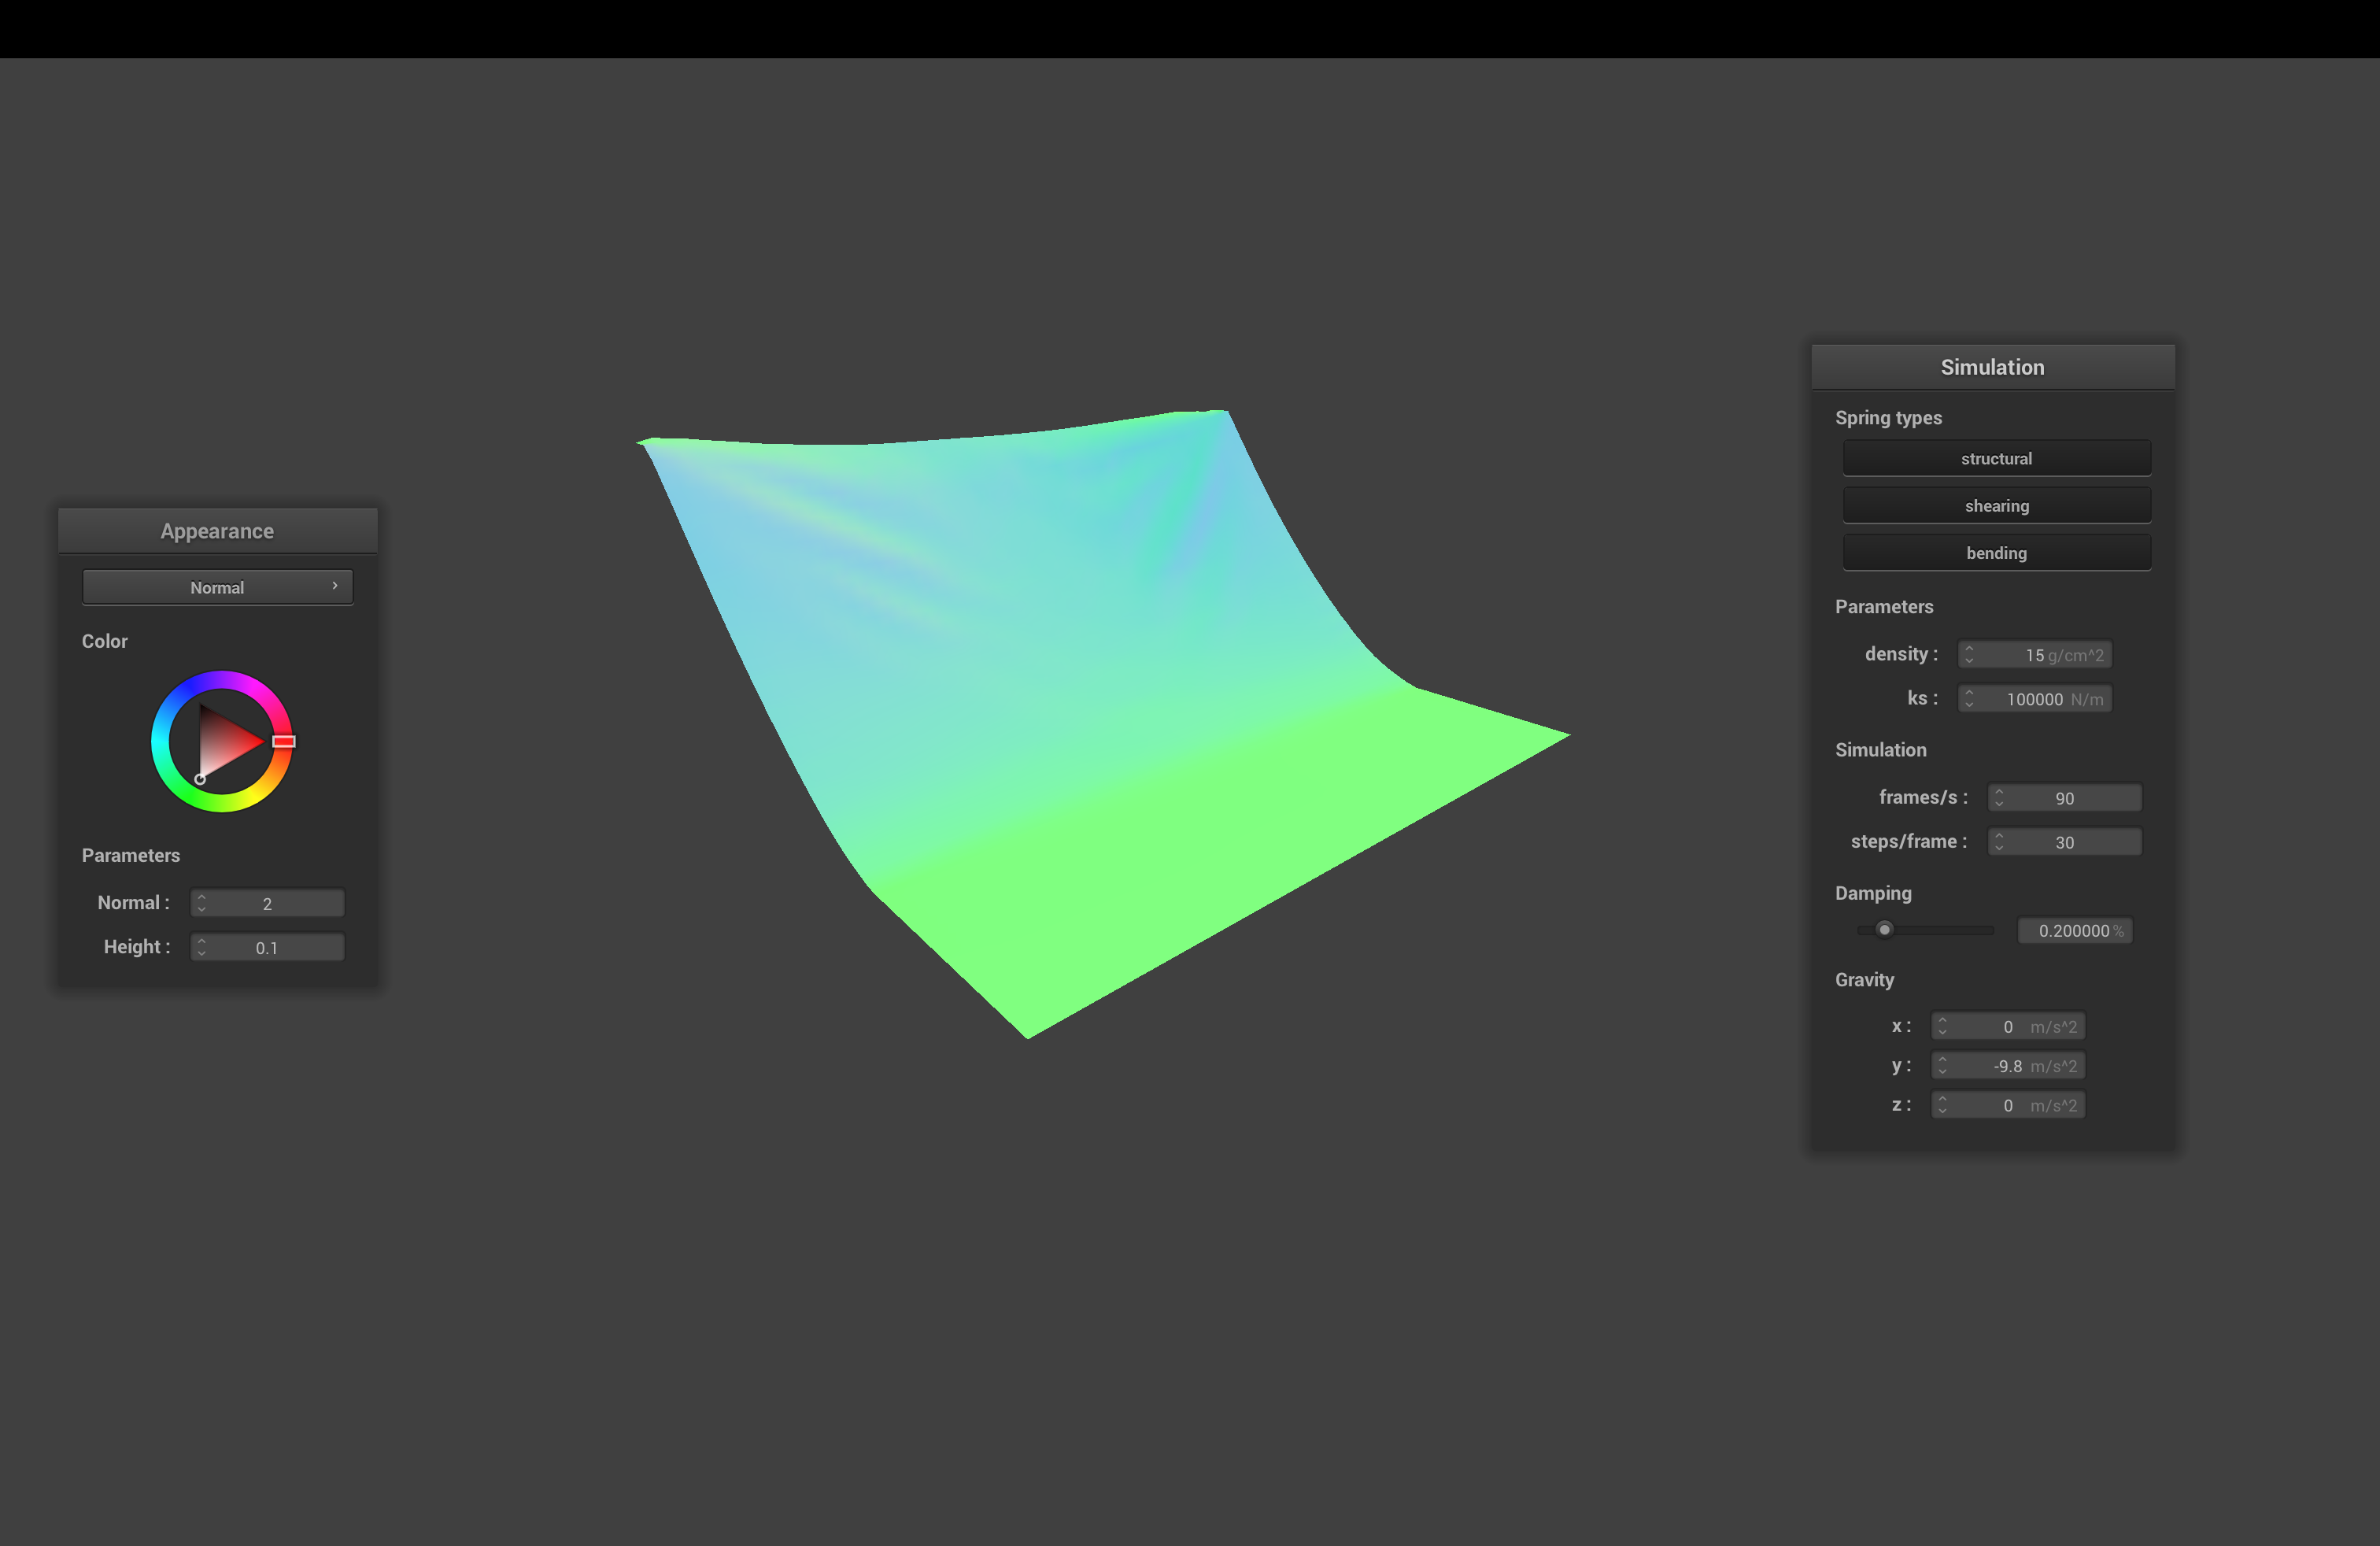 Appearance
Normal
Color
Parameters
Normal : 2
Height : 0.1
Simulation
Spring types
structural
shearing
bending
Parameters
density : 15 g/cm^2
ks : 100000 N/m
Simulation
frames/s : 90
steps/frame : 30
Damping
0.200000 %
Gravity
x : 0 m/s^2
y : -9.8 m/s^2
z : 0 m/s^2